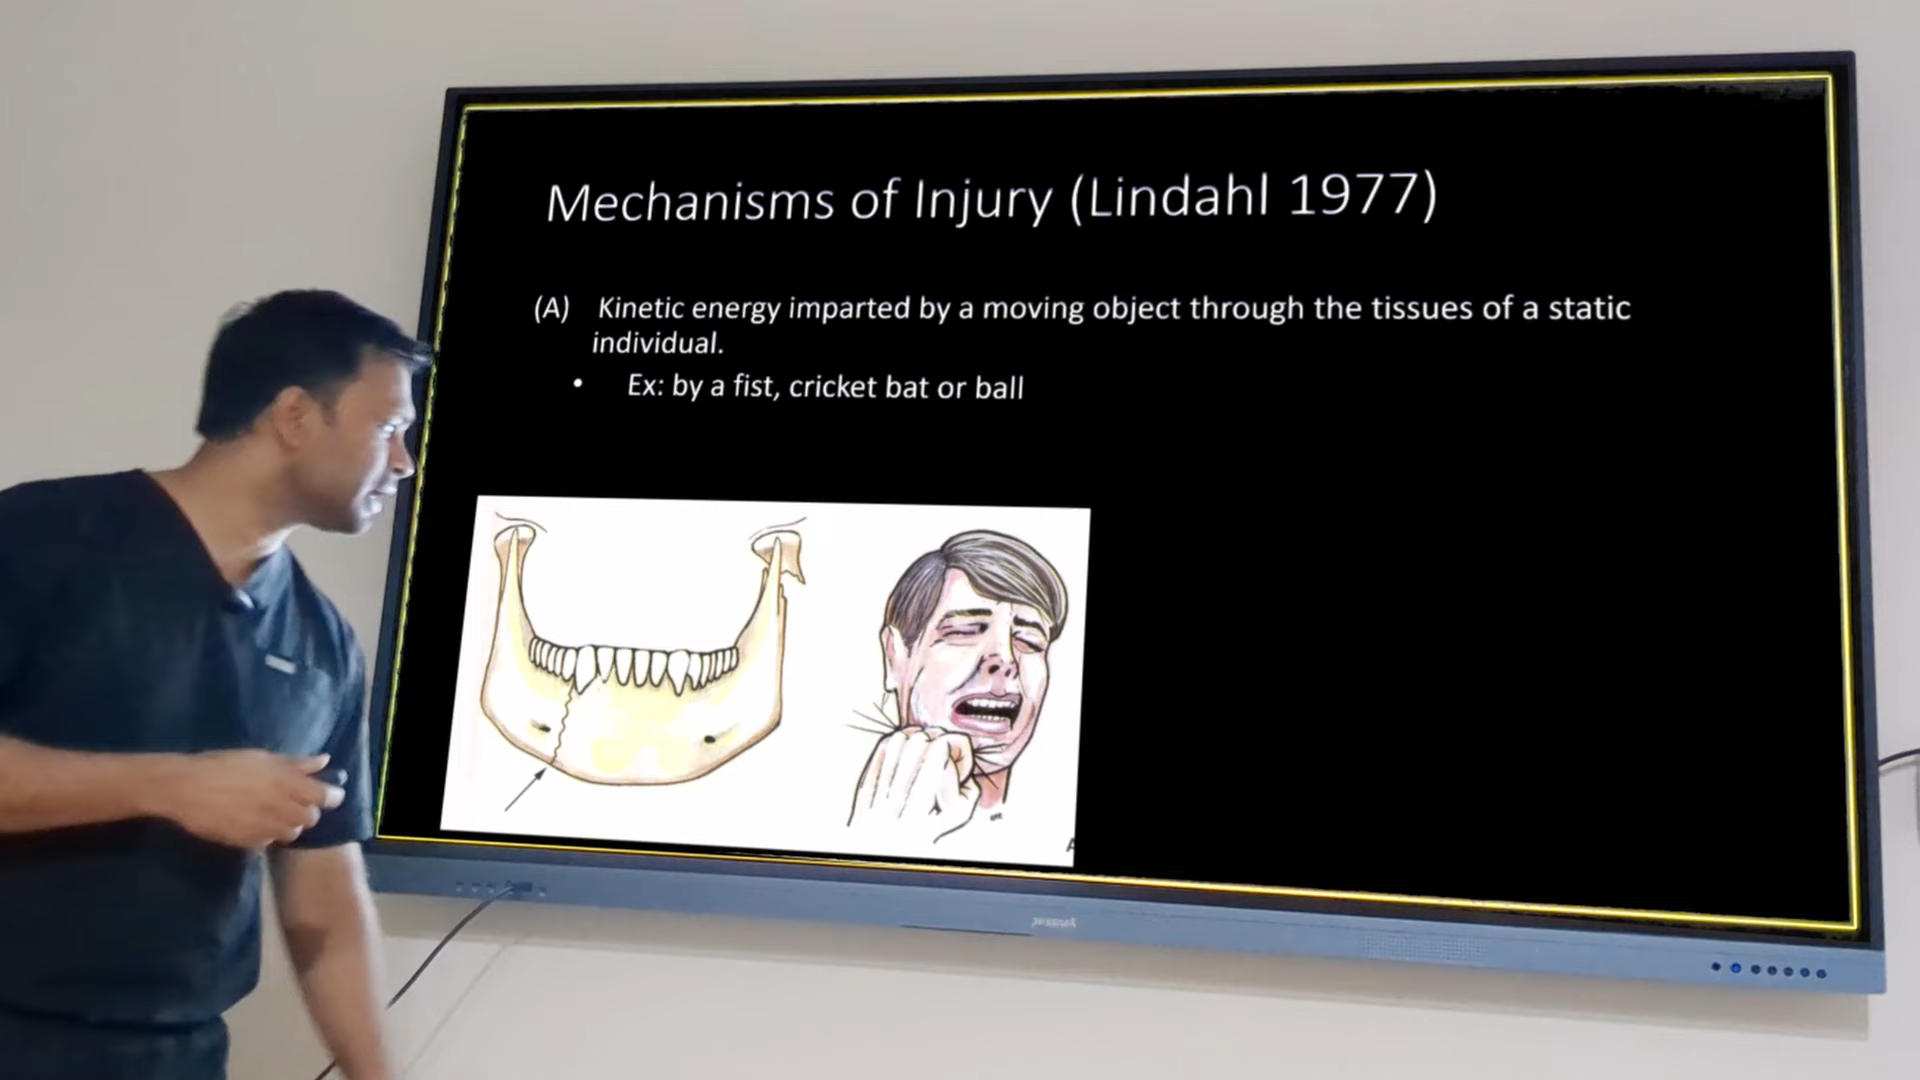 Mechanisms of Injury (Lindahl 1977)
(A) Kinetic energy imparted by a moving object through the tissues of a static
individual.
• Ex: by a fist, cricket bat or ball